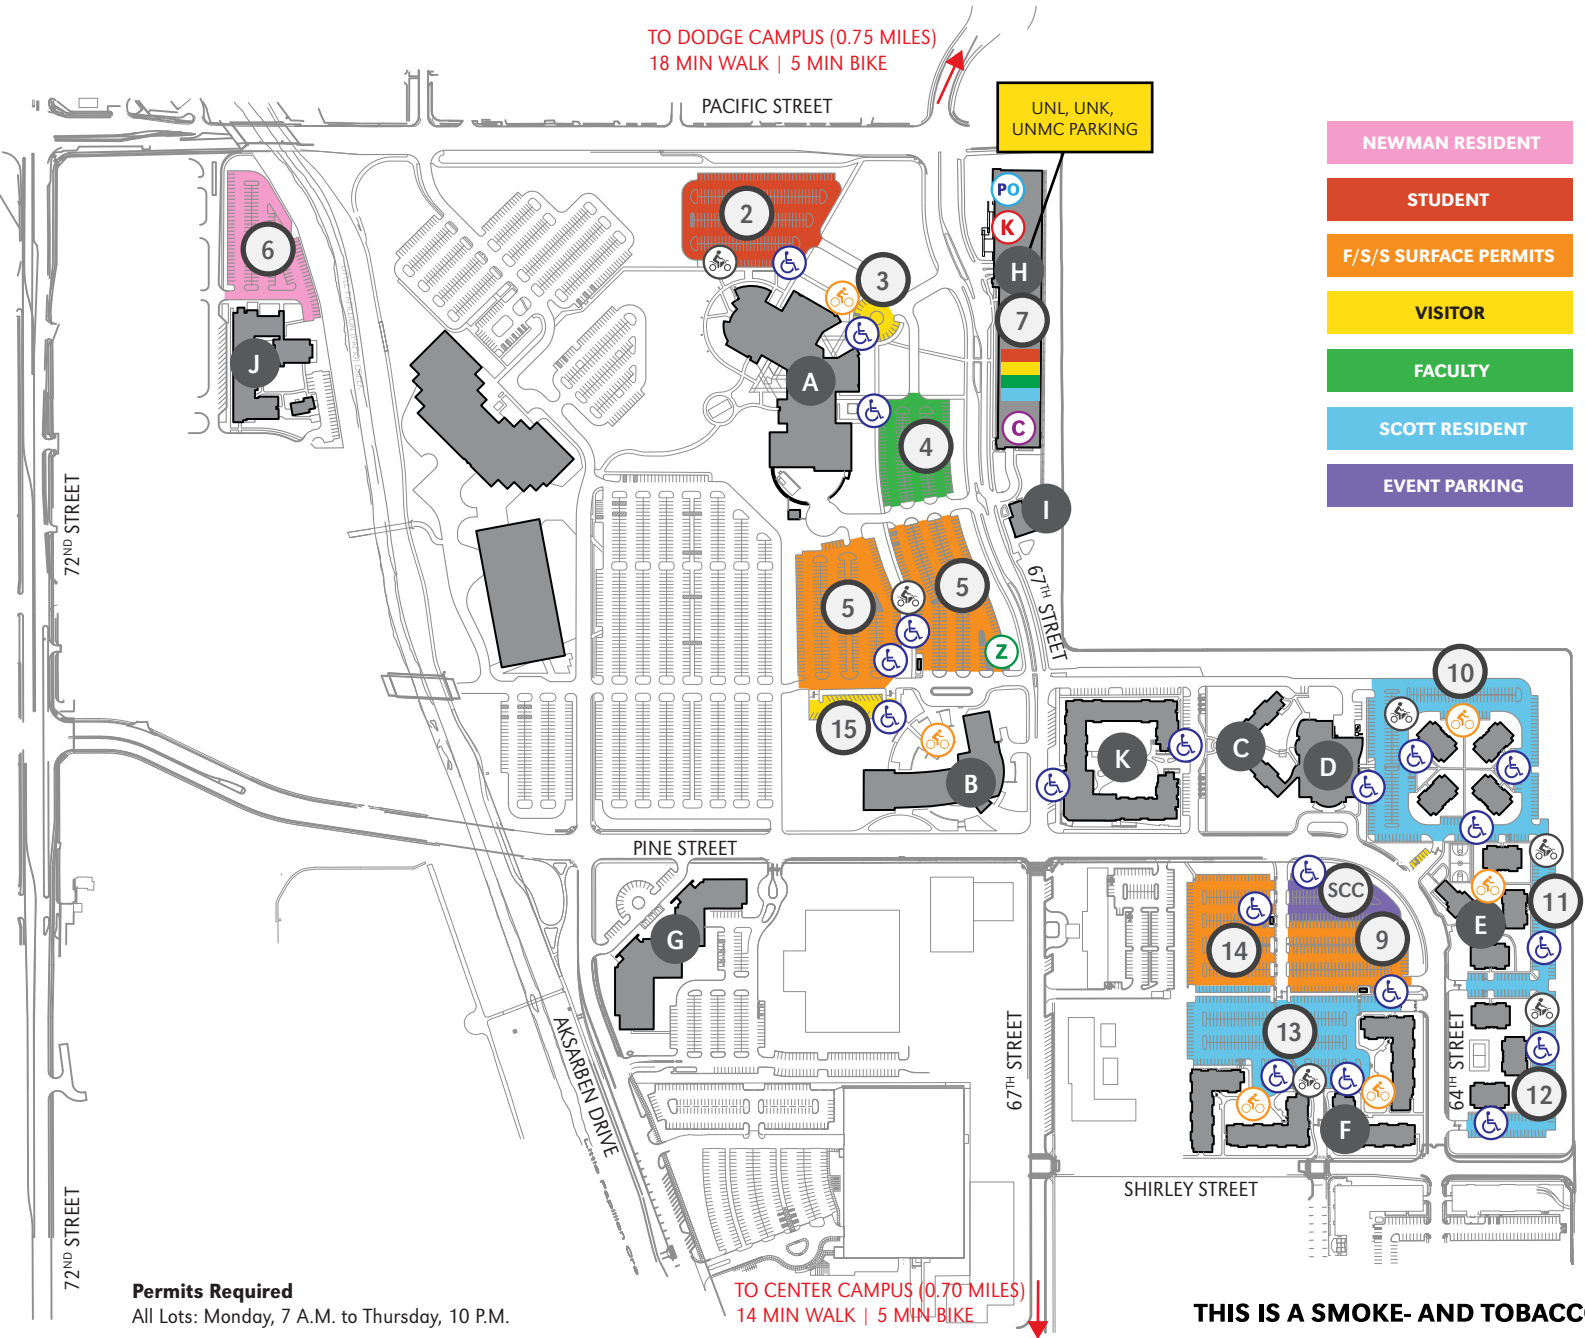 TO DODGE CAMPUS (0.75 MILES)
18 MIN WALK | 5 MIN BIKE
PACIFIC STREET
UNL, UNK,
UNMC PARKING
NEWMAN RESIDENT
STUDENT
F/S/S SURFACE PERMITS
VISITOR
FACULTY
SCOTT RESIDENT
EVENT PARKING
PO
K
H
7
C
2
3
6
J
A
4
I
72ND STREET
67TH STREET
5
5
Z
10
15
B
K
C
D
PINE STREET
SCC
11
E
G
14
9
13
12
F
AKSARBEN DRIVE
67TH STREET
64TH STREET
SHIRLEY STREET
72ND STREET
Little Papillion Cre
Permits Required
All Lots: Monday, 7 A.M. to Thursday, 10 P.M.
TO CENTER CAMPUS (0.70 MILES)
14 MIN WALK | 5 MIN BIKE
THIS IS A SMOKE- AND TOBACC